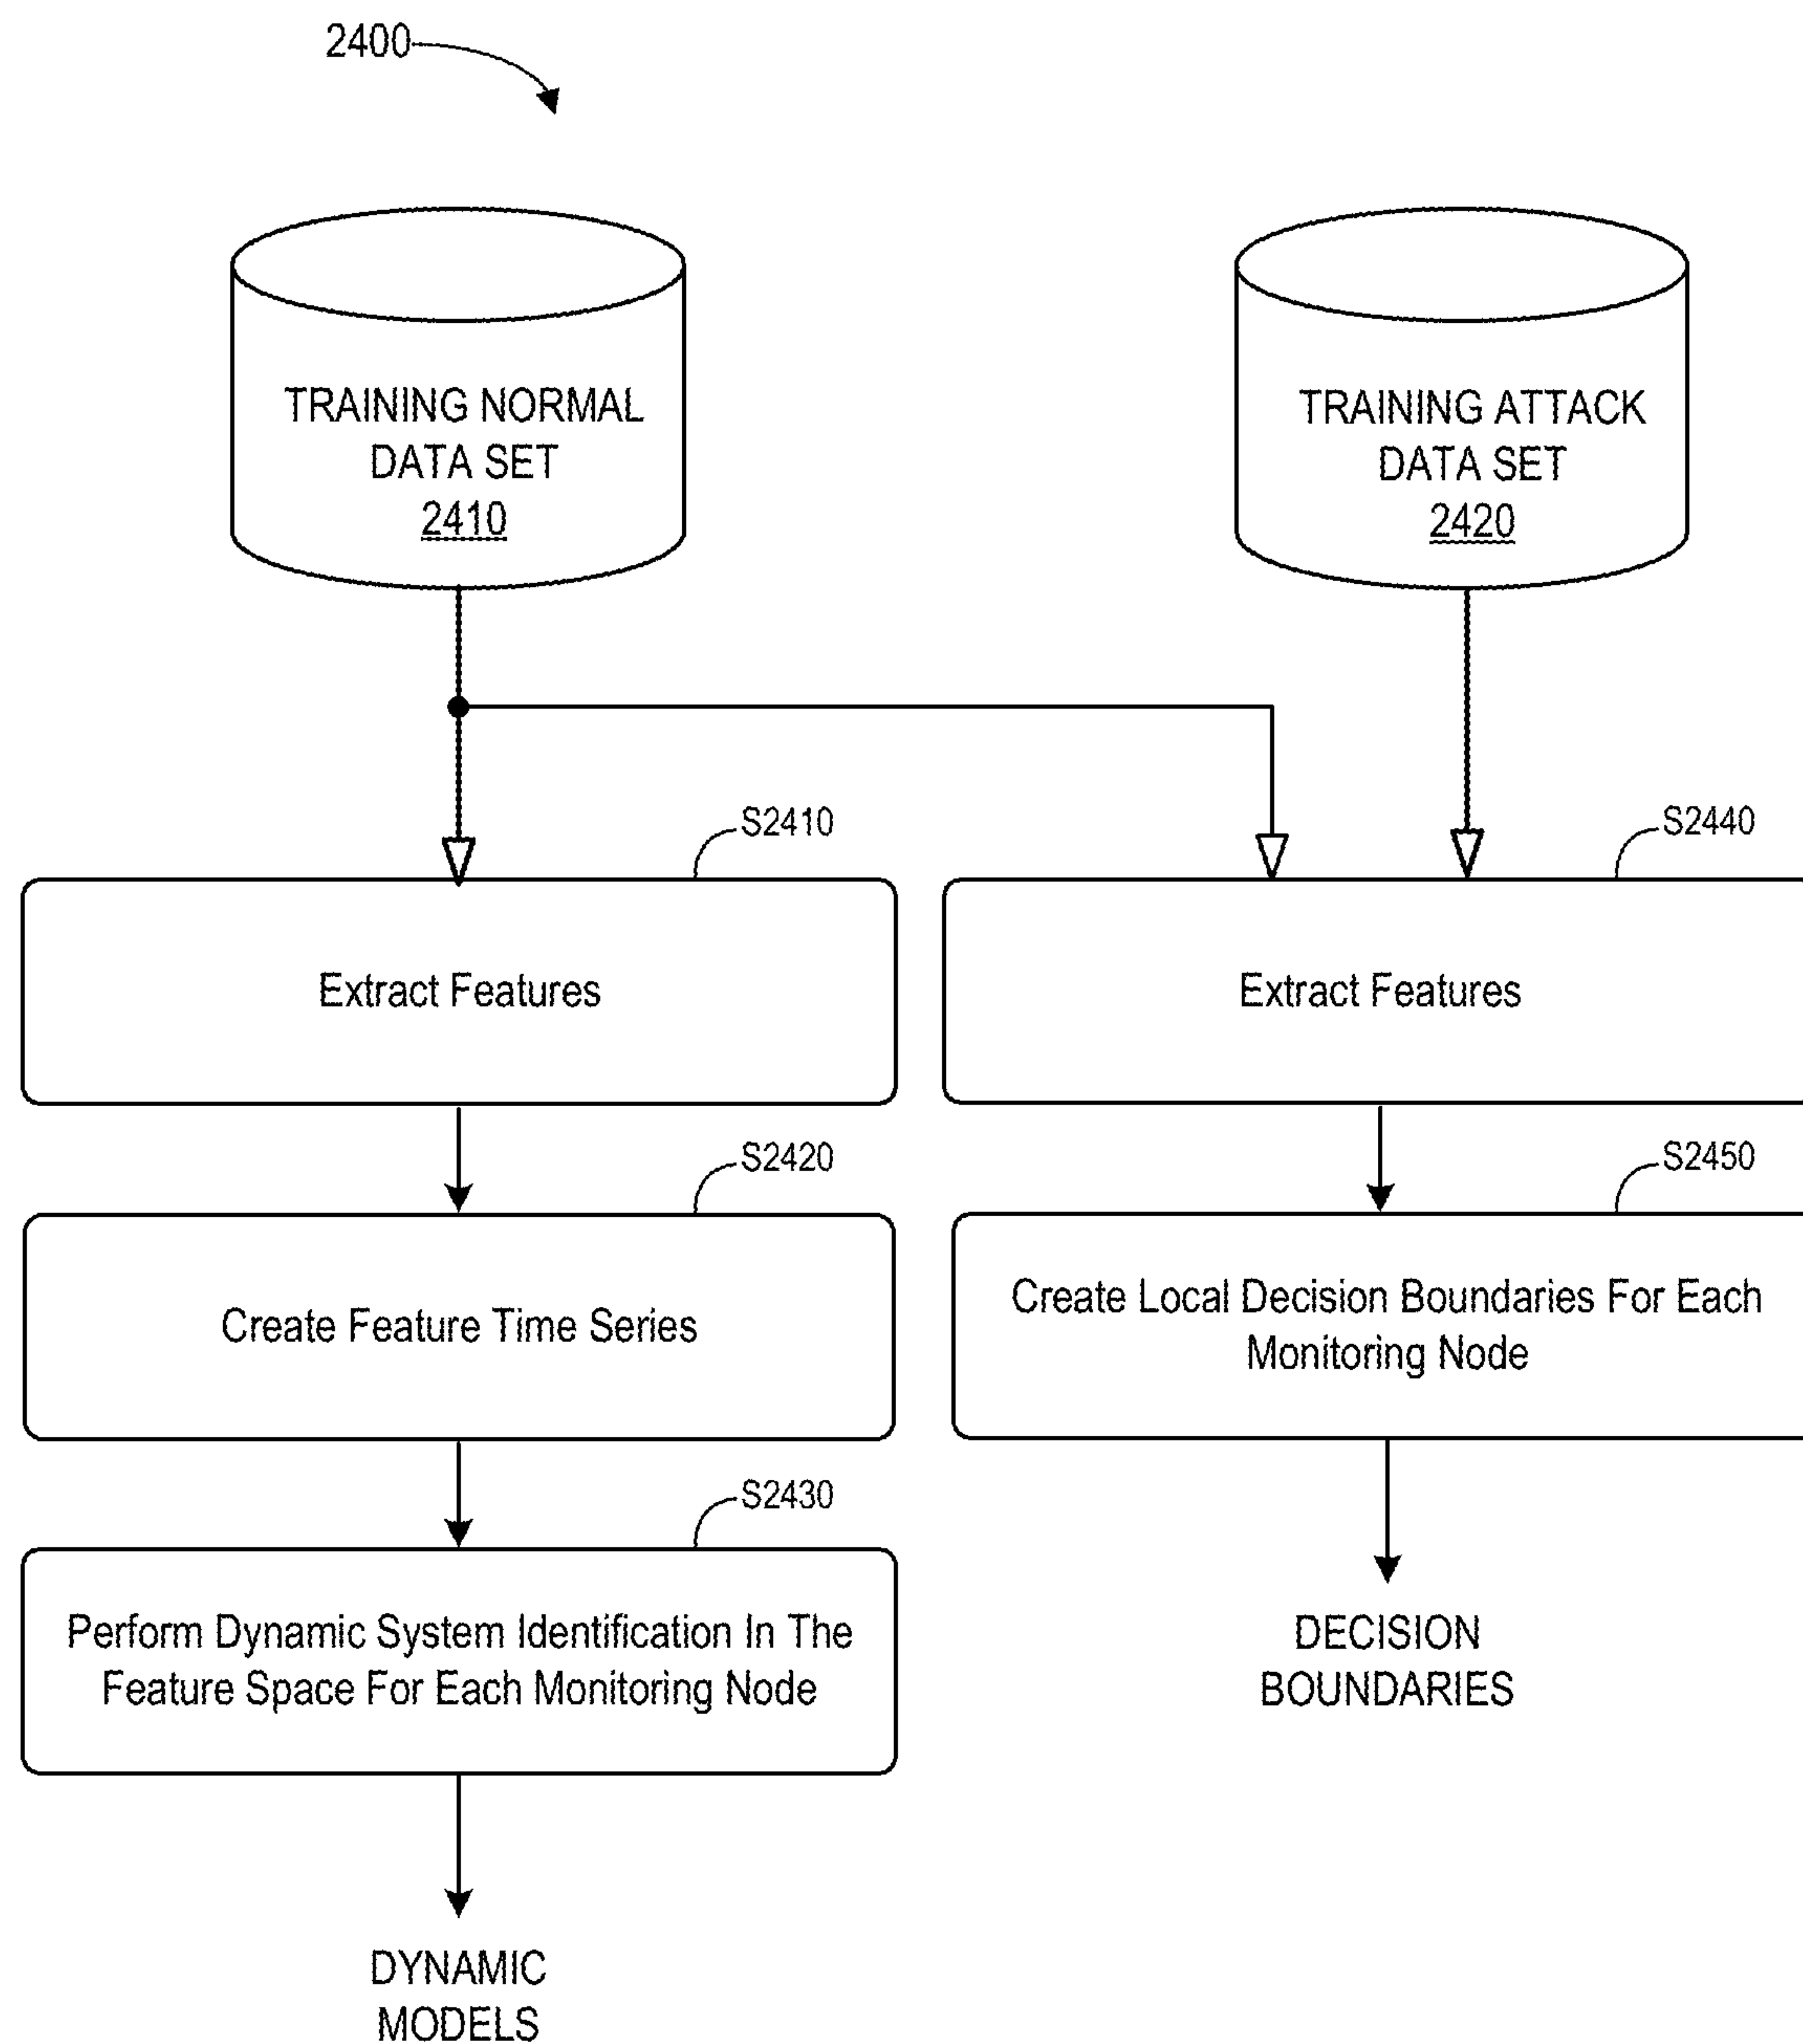 2400
TRAINING NORMAL
DATA SET
2410
TRAINING ATTACK
DATA SET
2420
S2410
S2440
Extract Features
Extract Features
S2420
S2450
Create Feature Time Series
Create Local Decision Boundaries For Each
Monitoring Node
S2430
Perform Dynamic System Identification In The
Feature Space For Each Monitoring Node
DECISION
BOUNDARIES
DYNAMIC
MODELS